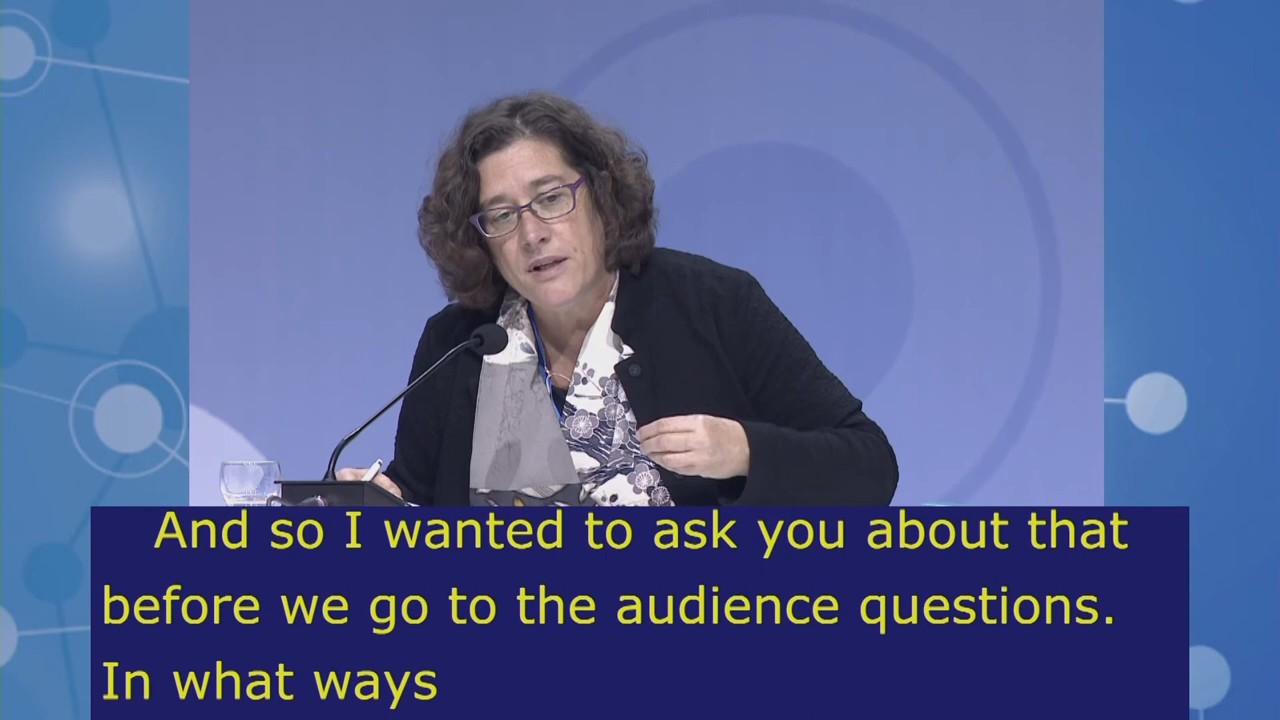 And so I wanted to ask you about that
before we go to the audience questions.
In what ways